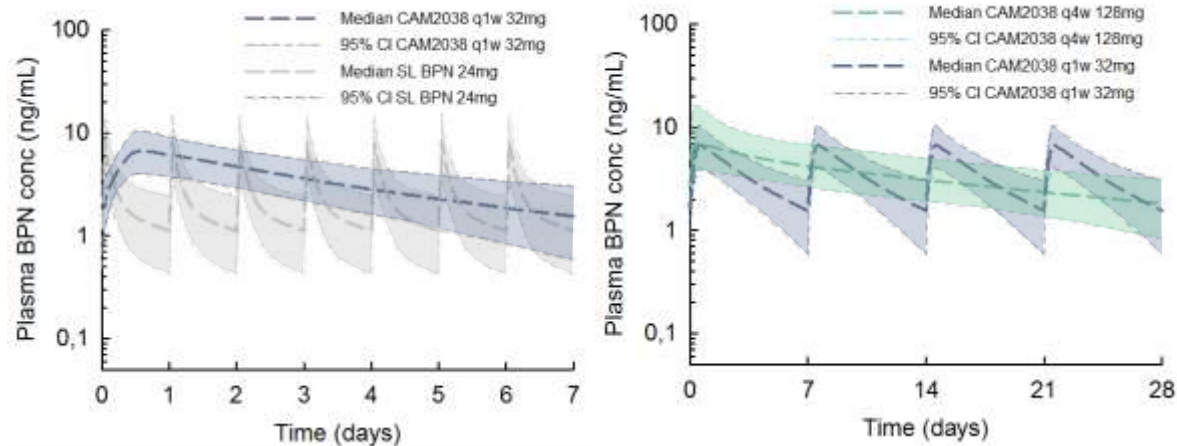 Median CAM2038 q1w 32mg
95% CI CAM2038 q1w 32mg
Median SL BPN 24mg
95% CI SL BPN 24mg
Plasma BPN conc (ng/mL)
100
10
1
0,1
0 1 2 3 4 5 6 7
Time (days)
Median CAM2038 q4w 128mg
95% CI CAM2038 q4w 128mg
Median CAM2038 q1w 32mg
95% CI CAM2038 q1w 32mg
Plasma BPN conc (ng/mL)
100
10
1
0,1
0 7 14 21 28
Time (days)